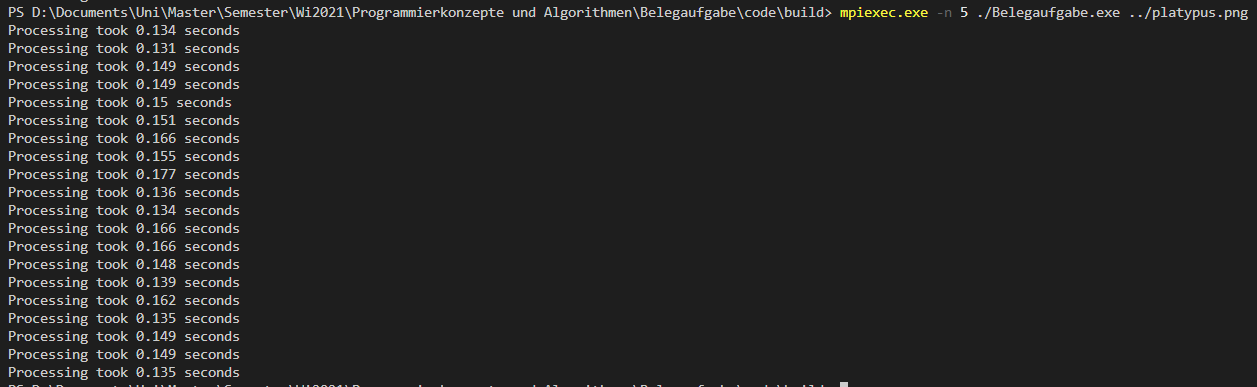 PS D:\Documents\Uni\Master\Semester\Wi2021\Programmierkonzepte und Algorithmen\Belegaufgabe\code\build> mpiexec.exe -n 5 ./Belegaufgabe.exe ../platypus.png
Processing took 0.134 seconds
Processing took 0.131 seconds
Processing took 0.149 seconds
Processing took 0.149 seconds
Processing took 0.15 seconds
Processing took 0.151 seconds
Processing took 0.166 seconds
Processing took 0.155 seconds
Processing took 0.177 seconds
Processing took 0.136 seconds
Processing took 0.134 seconds
Processing took 0.166 seconds
Processing took 0.166 seconds
Processing took 0.148 seconds
Processing took 0.139 seconds
Processing took 0.162 seconds
Processing took 0.135 seconds
Processing took 0.149 seconds
Processing took 0.149 seconds
Processing took 0.135 seconds